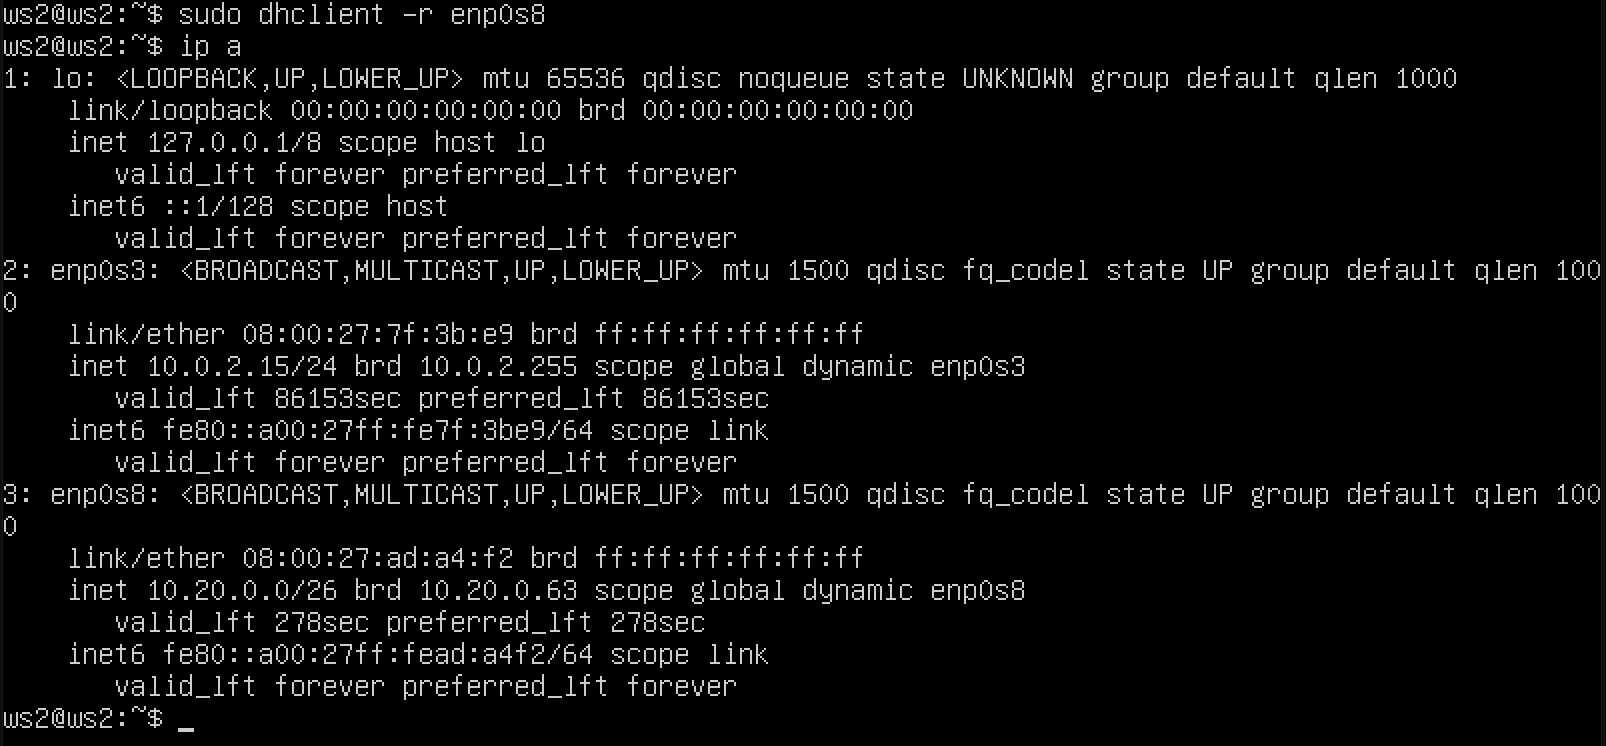 ws2@ws2:~$ sudo dhclient -r enp0s8
ws2@ws2:~$ ip a
1: lo: <LOOPBACK,UP,LOWER_UP> mtu 65536 qdisc noqueue state UNKNOWN group default qlen 1000
    link/loopback 00:00:00:00:00:00 brd 00:00:00:00:00:00
    inet 127.0.0.1/8 scope host lo
       valid_lft forever preferred_lft forever
    inet6 ::1/128 scope host
       valid_lft forever preferred_lft forever
2: enp0s3: <BROADCAST,MULTICAST,UP,LOWER_UP> mtu 1500 qdisc fq_codel state UP group default qlen 100
0
    link/ether 08:00:27:7f:3b:e9 brd ff:ff:ff:ff:ff:ff
    inet 10.0.2.15/24 brd 10.0.2.255 scope global dynamic enp0s3
       valid_lft 86153sec preferred_lft 86153sec
    inet6 fe80::a00:27ff:fe7f:3be9/64 scope link
       valid_lft forever preferred_lft forever
3: enp0s8: <BROADCAST,MULTICAST,UP,LOWER_UP> mtu 1500 qdisc fq_codel state UP group default qlen 100
0
    link/ether 08:00:27:ad:a4:f2 brd ff:ff:ff:ff:ff:ff
    inet 10.20.0.0/26 brd 10.20.0.63 scope global dynamic enp0s8
       valid_lft 278sec preferred_lft 278sec
    inet6 fe80::a00:27ff:fead:a4f2/64 scope link
       valid_lft forever preferred_lft forever
ws2@ws2:~$ _